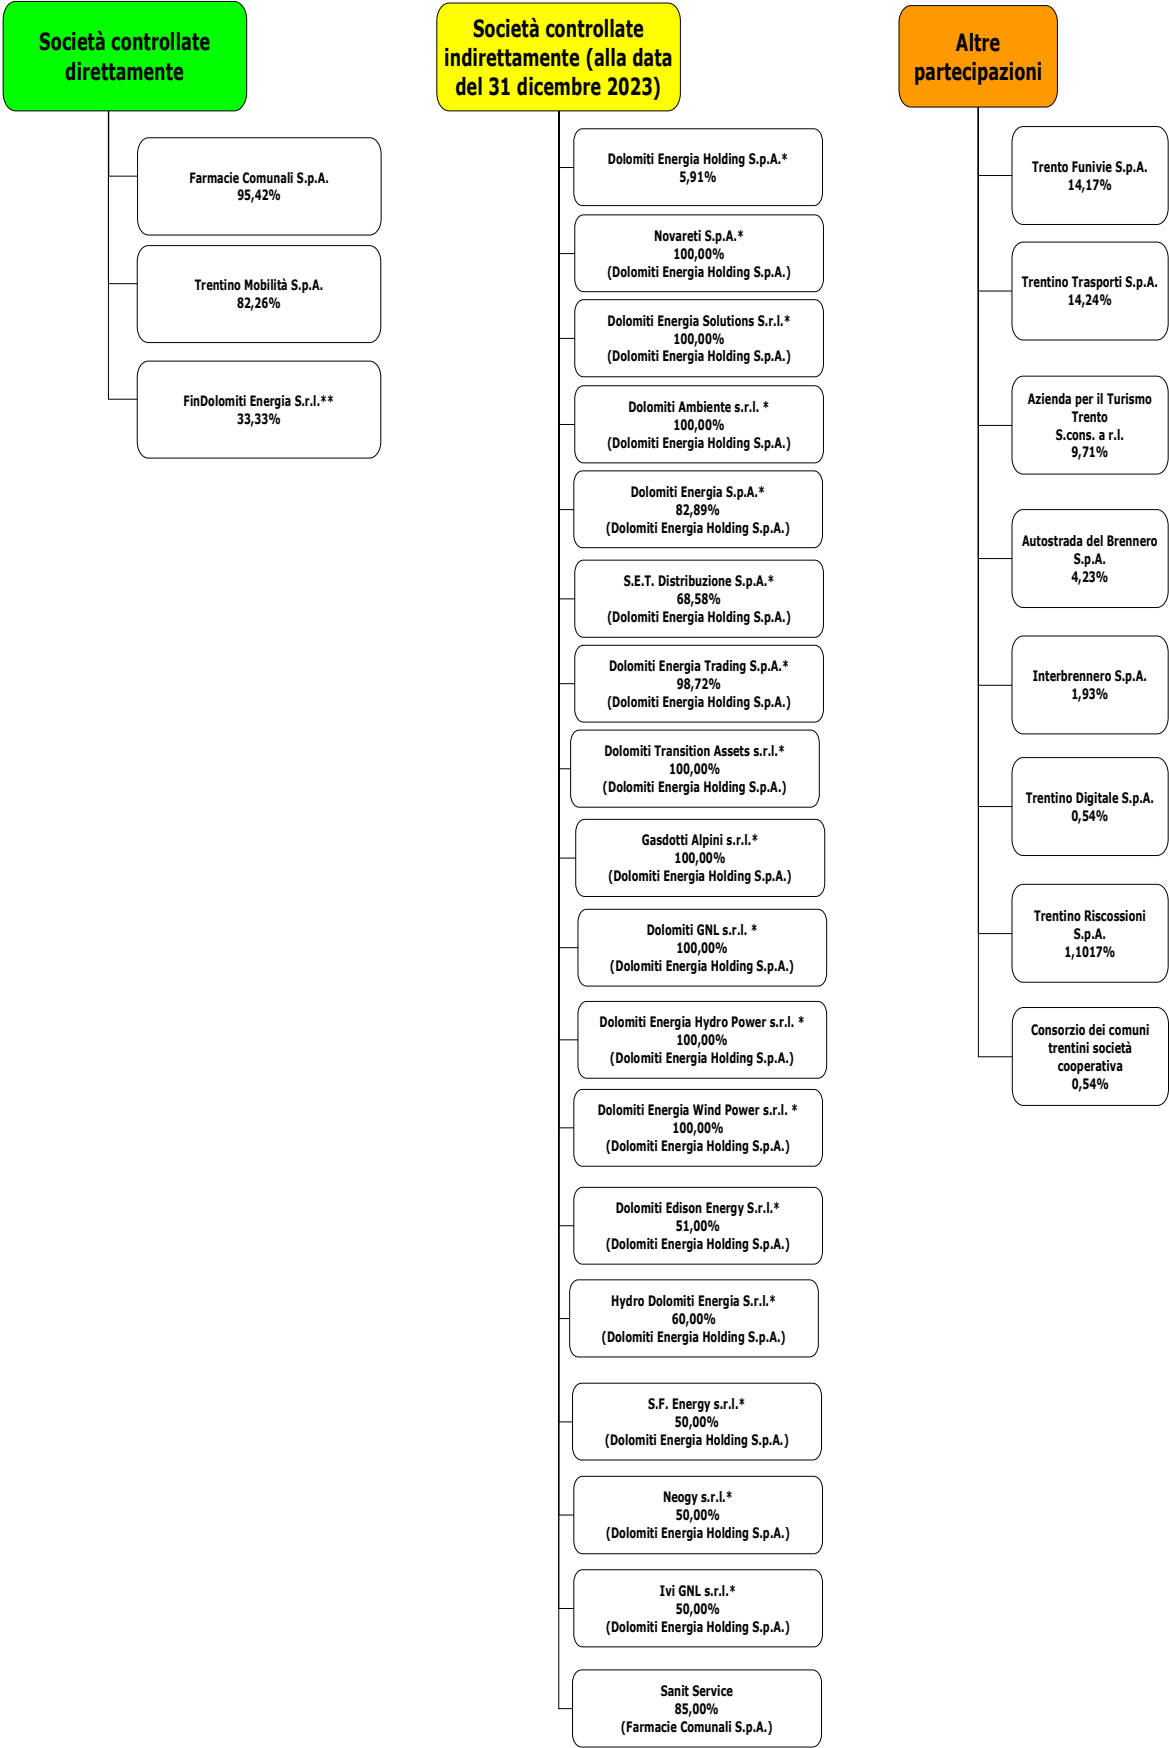 Società controllate
direttamente
Farmacie Comunali S.p.A.
95,42%
Trentino Mobilità S.p.A.
82,26%
FinDolomiti Energia S.r.l.**
33,33%
Società controllate
indirettamente (alla data
del 31 dicembre 2023)
Dolomiti Energia Holding S.p.A.*
5,91%
Novareti S.p.A.*
100,00%
(Dolomiti Energia Holding S.p.A.)
Dolomiti Energia Solutions S.r.l.*
100,00%
(Dolomiti Energia Holding S.p.A.)
Dolomiti Ambiente s.r.l. *
100,00%
(Dolomiti Energia Holding S.p.A.)
Dolomiti Energia S.p.A.*
82,89%
(Dolomiti Energia Holding S.p.A.)
S.E.T. Distribuzione S.p.A.*
68,58%
(Dolomiti Energia Holding S.p.A.)
Dolomiti Energia Trading S.p.A.*
98,72%
(Dolomiti Energia Holding S.p.A.)
Dolomiti Transition Assets s.r.l.*
100,00%
(Dolomiti Energia Holding S.p.A.)
Gasdotti Alpini s.r.l.*
100,00%
(Dolomiti Energia Holding S.p.A.)
Dolomiti GNL s.r.l. *
100,00%
(Dolomiti Energia Holding S.p.A.)
Dolomiti Energia Hydro Power s.r.l. *
100,00%
(Dolomiti Energia Holding S.p.A.)
Dolomiti Energia Wind Power s.r.l. *
100,00%
(Dolomiti Energia Holding S.p.A.)
Dolomiti Edison Energy S.r.l.*
51,00%
(Dolomiti Energia Holding S.p.A.)
Hydro Dolomiti Energia S.r.l.*
60,00%
(Dolomiti Energia Holding S.p.A.)
S.F. Energy s.r.l.*
50,00%
(Dolomiti Energia Holding S.p.A.)
Neogy s.r.l.*
50,00%
(Dolomiti Energia Holding S.p.A.)
Ivi GNL s.r.l.*
50,00%
(Dolomiti Energia Holding S.p.A.)
Sanit Service
85,00%
(Farmacie Comunali S.p.A.)
Altre
partecipazioni
Trento Funivie S.p.A.
14,17%
Trentino Trasporti S.p.A.
14,24%
Azienda per il Turismo
Trento
S.cons. a r.l.
9,71%
Autostrada del Brennero
S.p.A.
4,23%
Interbrennero S.p.A.
1,93%
Trentino Digitale S.p.A.
0,54%
Trentino Riscossioni
S.p.A.
1,1017%
Consorzio dei comuni
trentini società
cooperativa
0,54%